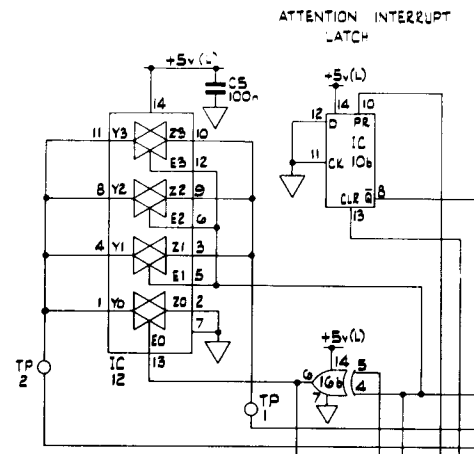 ATTENTION INTERRUPT
LATCH
+5v(L)
C5
100n
14
+5v(L)
14 10
12 D PR
IC
10b
11 CK
CLR Q̅ 8
13
11 Y3 Z3 10
E3 12
8 Y2 Z2 9
E2 6
4 Y1 Z1 3
E1 5
1 Y0 Z0 2
7
E0
13
IC
12
TP
2
TP
1
+5v(L)
14
6 16b 5
4
7